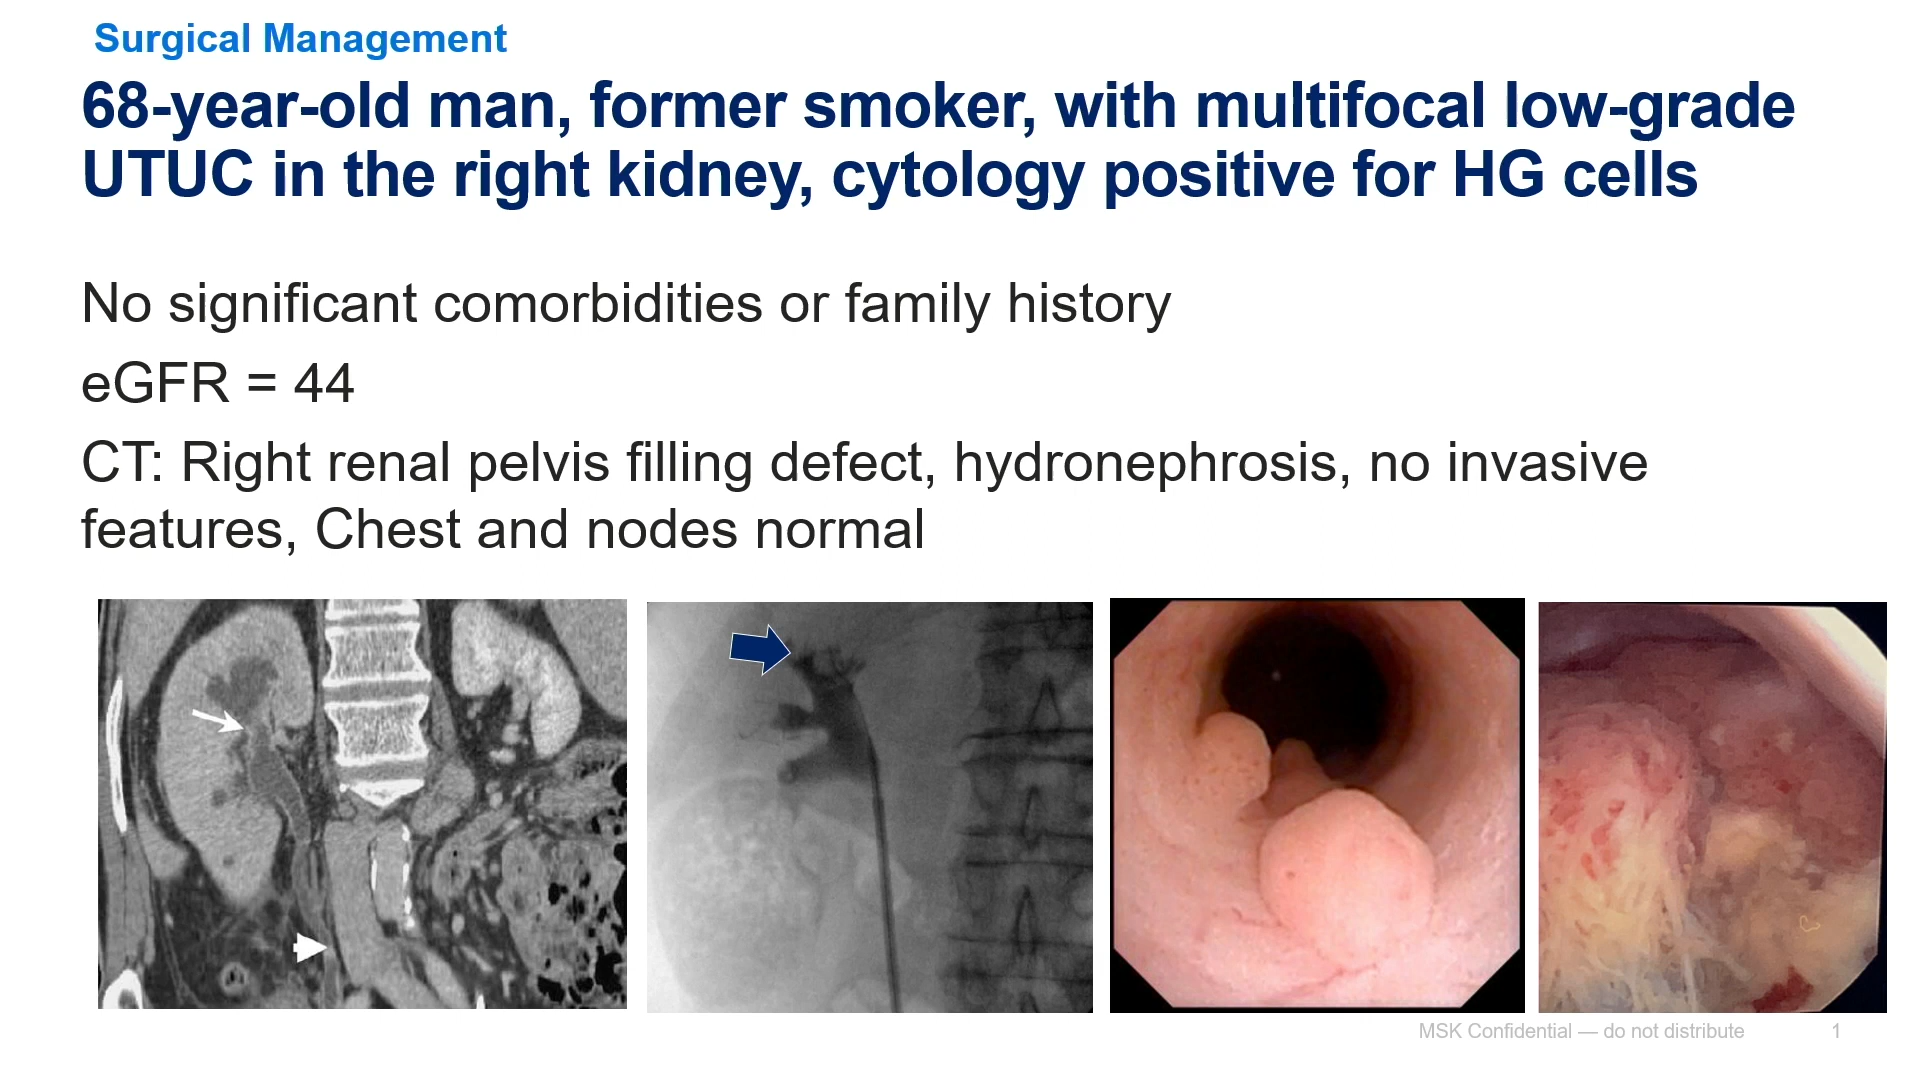 Surgical Management
68-year-old man, former smoker, with multifocal low-grade
UTUC in the right kidney, cytology positive for HG cells
No significant comorbidities or family history
eGFR = 44
CT: Right renal pelvis filling defect, hydronephrosis, no invasive
features, Chest and nodes normal
MSK Confidential — do not distribute 1